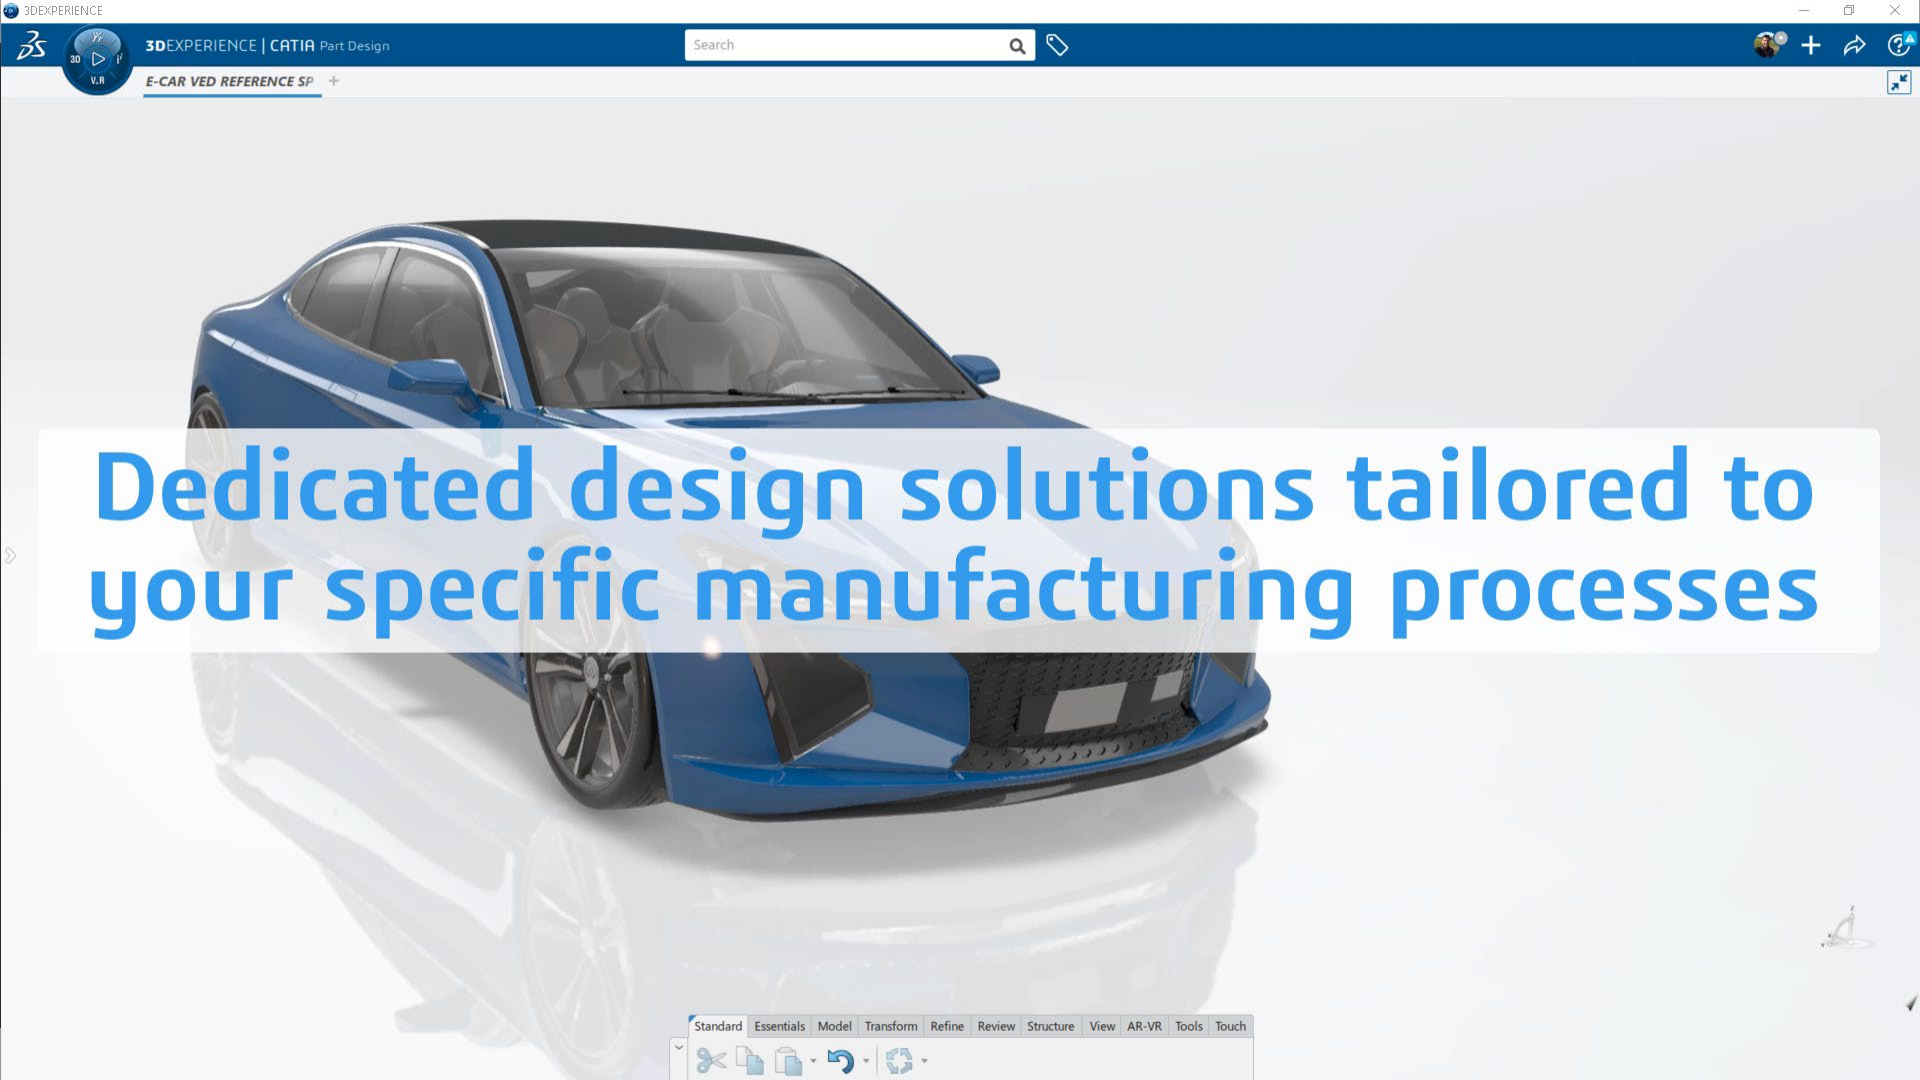 3DEXPERIENCE
3DEXPERIENCE | CATIA Part Design
Search
3D
V.R
E-CAR VED REFERENCE SP
Dedicated design solutions tailored to
your specific manufacturing processes
Standard Essentials Model Transform Refine Review Structure View AR-VR Tools Touch